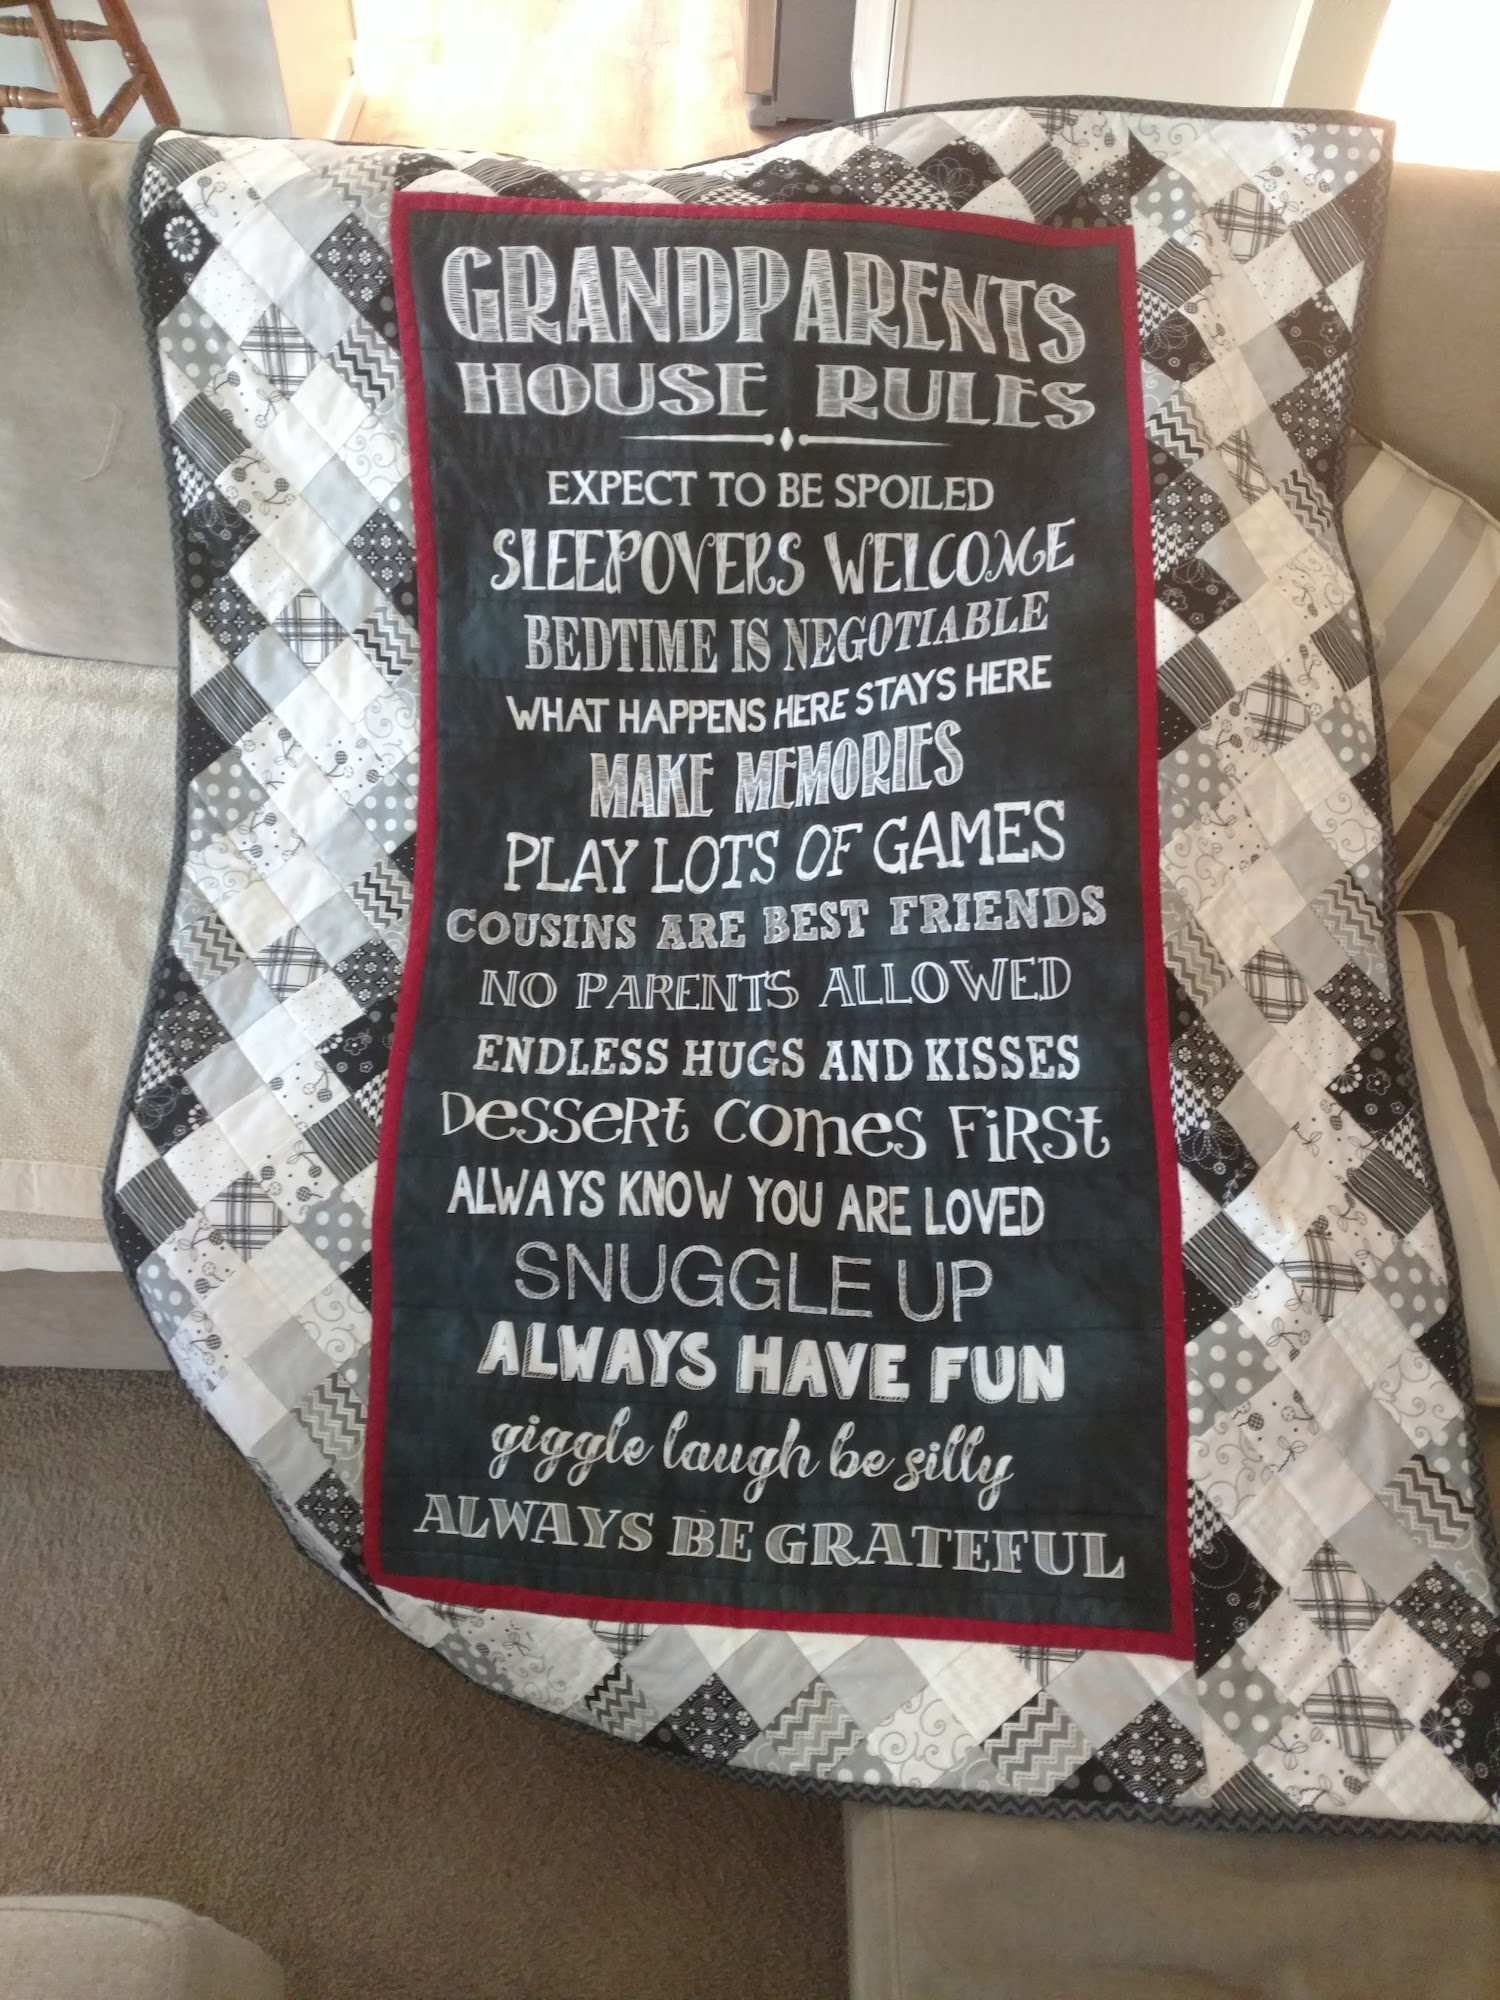 GRANDPARENTS
HOUSE RULES
EXPECT TO BE SPOILED
SLEEPOVERS WELCOME
BEDTIME IS NEGOTIABLE
WHAT HAPPENS HERE STAYS HERE
MAKE MEMORIES
PLAY LOTS OF GAMES
COUSINS ARE BEST FRIENDS
NO PARENTS ALLOWED
ENDLESS HUGS AND KISSES
Dessert Comes First
ALWAYS KNOW YOU ARE LOVED
SNUGGLE UP
ALWAYS HAVE FUN
giggle laugh be silly
ALWAYS BE GRATEFUL